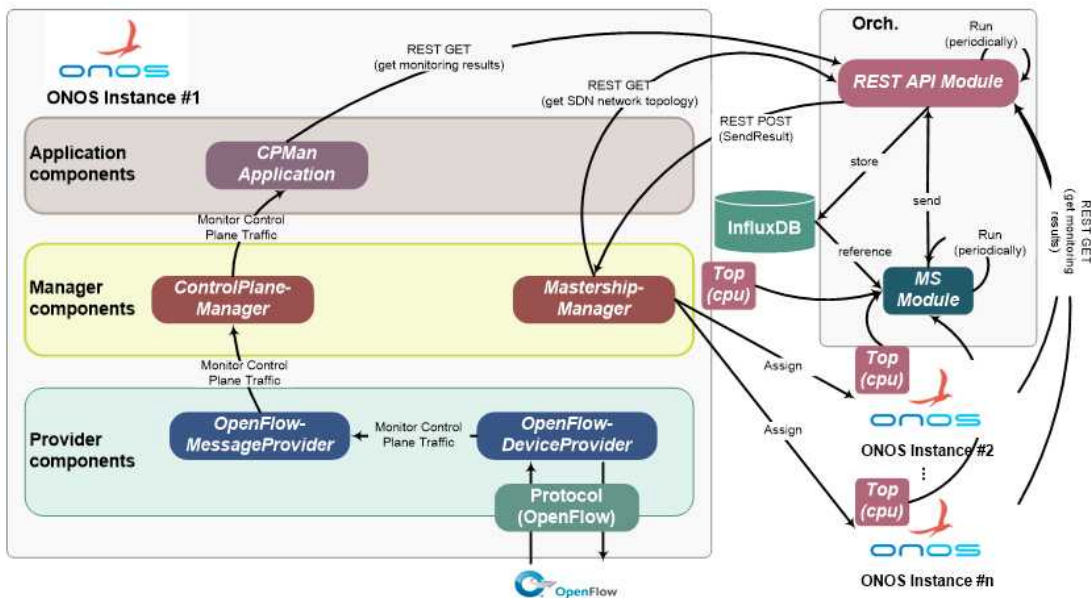 onos
ONOS Instance #1
REST GET
(get monitoring results)
REST GET
(get SDN network topology)
REST POST
(SendResult)
Orch.
Run
(periodically)
REST API Module
Application
components
CPMan
Application
Monitor Control
Plane Traffic
store
send
InfluxDB
reference
Run
(periodically)
MS
Module
Top
(cpu)
REST GET
(get monitoring
results)
Manager
components
ControlPlane-
Manager
Mastership-
Manager
Monitor Control
Plane Traffic
Assign
Top
(cpu)
onos
ONOS Instance #2
Assign
Provider
components
OpenFlow-
MessageProvider
Monitor Control
Plane Traffic
OpenFlow-
DeviceProvider
Protocol
(OpenFlow)
Top
(cpu)
onos
ONOS Instance #n
OpenFlow